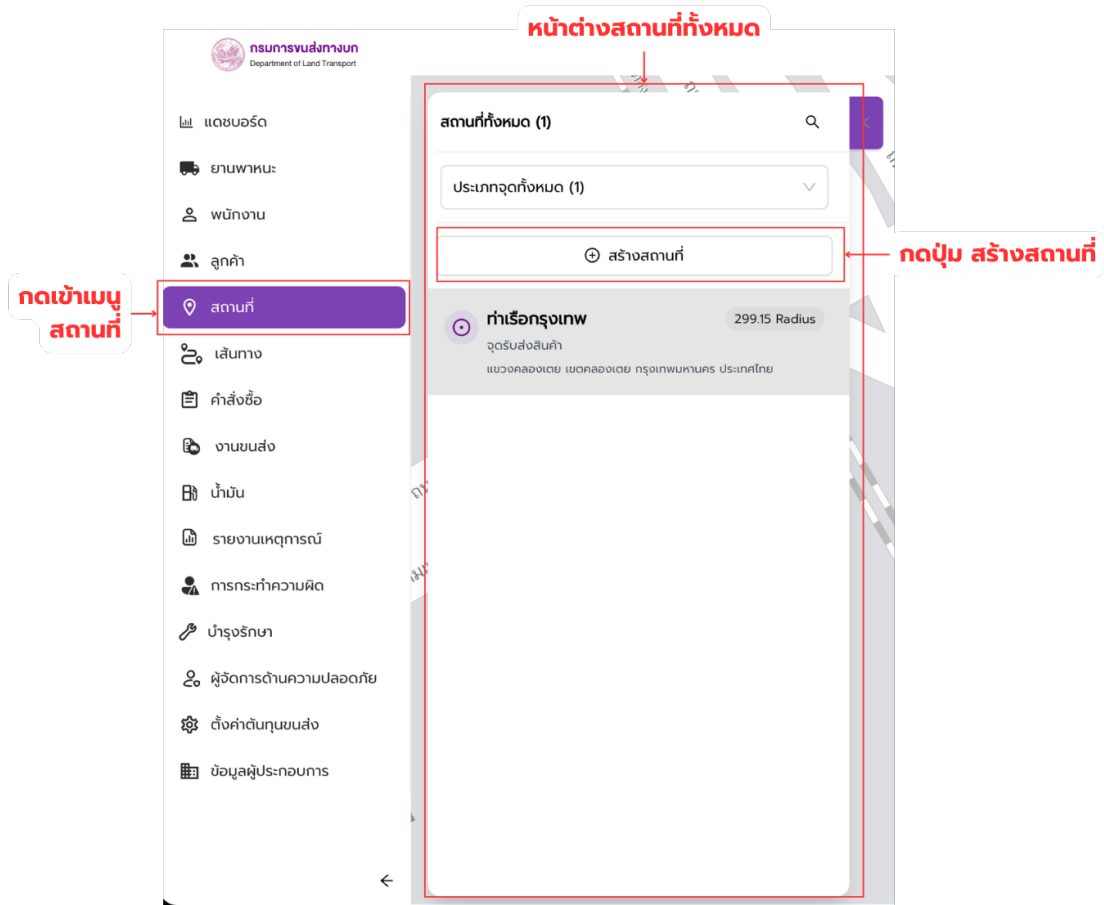 หน้าต่างสถานที่ทั้งหมด
กรมการขนส่งทางบก
Department of Land Transport
แดชบอร์ด
ยานพาหนะ
พนักงาน
ลูกค้า
กดเข้าเมนู
สถานที่
สถานที่
เส้นทาง
คำสั่งซื้อ
งานขนส่ง
น้ำมัน
รายงานเหตุการณ์
การกระทำความผิด
บำรุงรักษา
ผู้จัดการด้านความปลอดภัย
ตั้งค่าต้นทุนขนส่ง
ข้อมูลผู้ประกอบการ
สถานที่ทั้งหมด (1)
ประเภทจุดทั้งหมด (1)
สร้างสถานที่
กดปุ่ม สร้างสถานที่
ท่าเรือกรุงเทพ
299.15 Radius
จุดรับส่งสินค้า
แขวงคลองเตย เขตคลองเตย กรุงเทพมหานคร ประเทศไทย